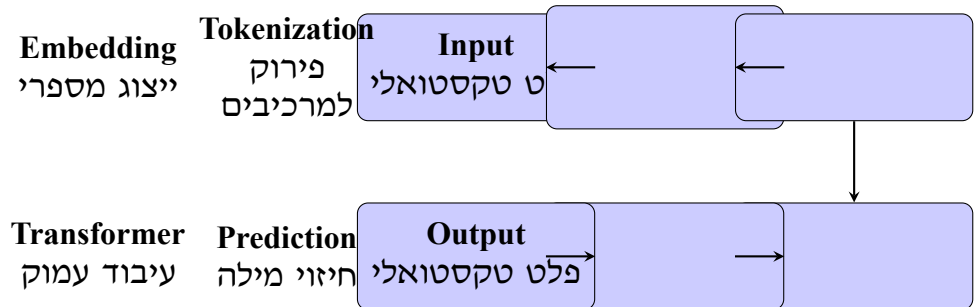 Embedding
ייצוג מספרי
Tokenization
פירוק
למרכיבים
Input
ט טקסטואלי
Transformer
עיבוד עמוק
Prediction
חיזוי מילה
Output
פלט טקסטואלי